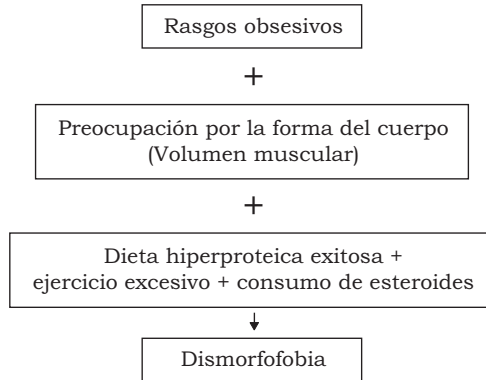 Rasgos obsesivos
+
Preocupación por la forma del cuerpo
(Volumen muscular)
+
Dieta hiperproteica exitosa +
ejercicio excesivo + consumo de esteroides
Dismorfofobia